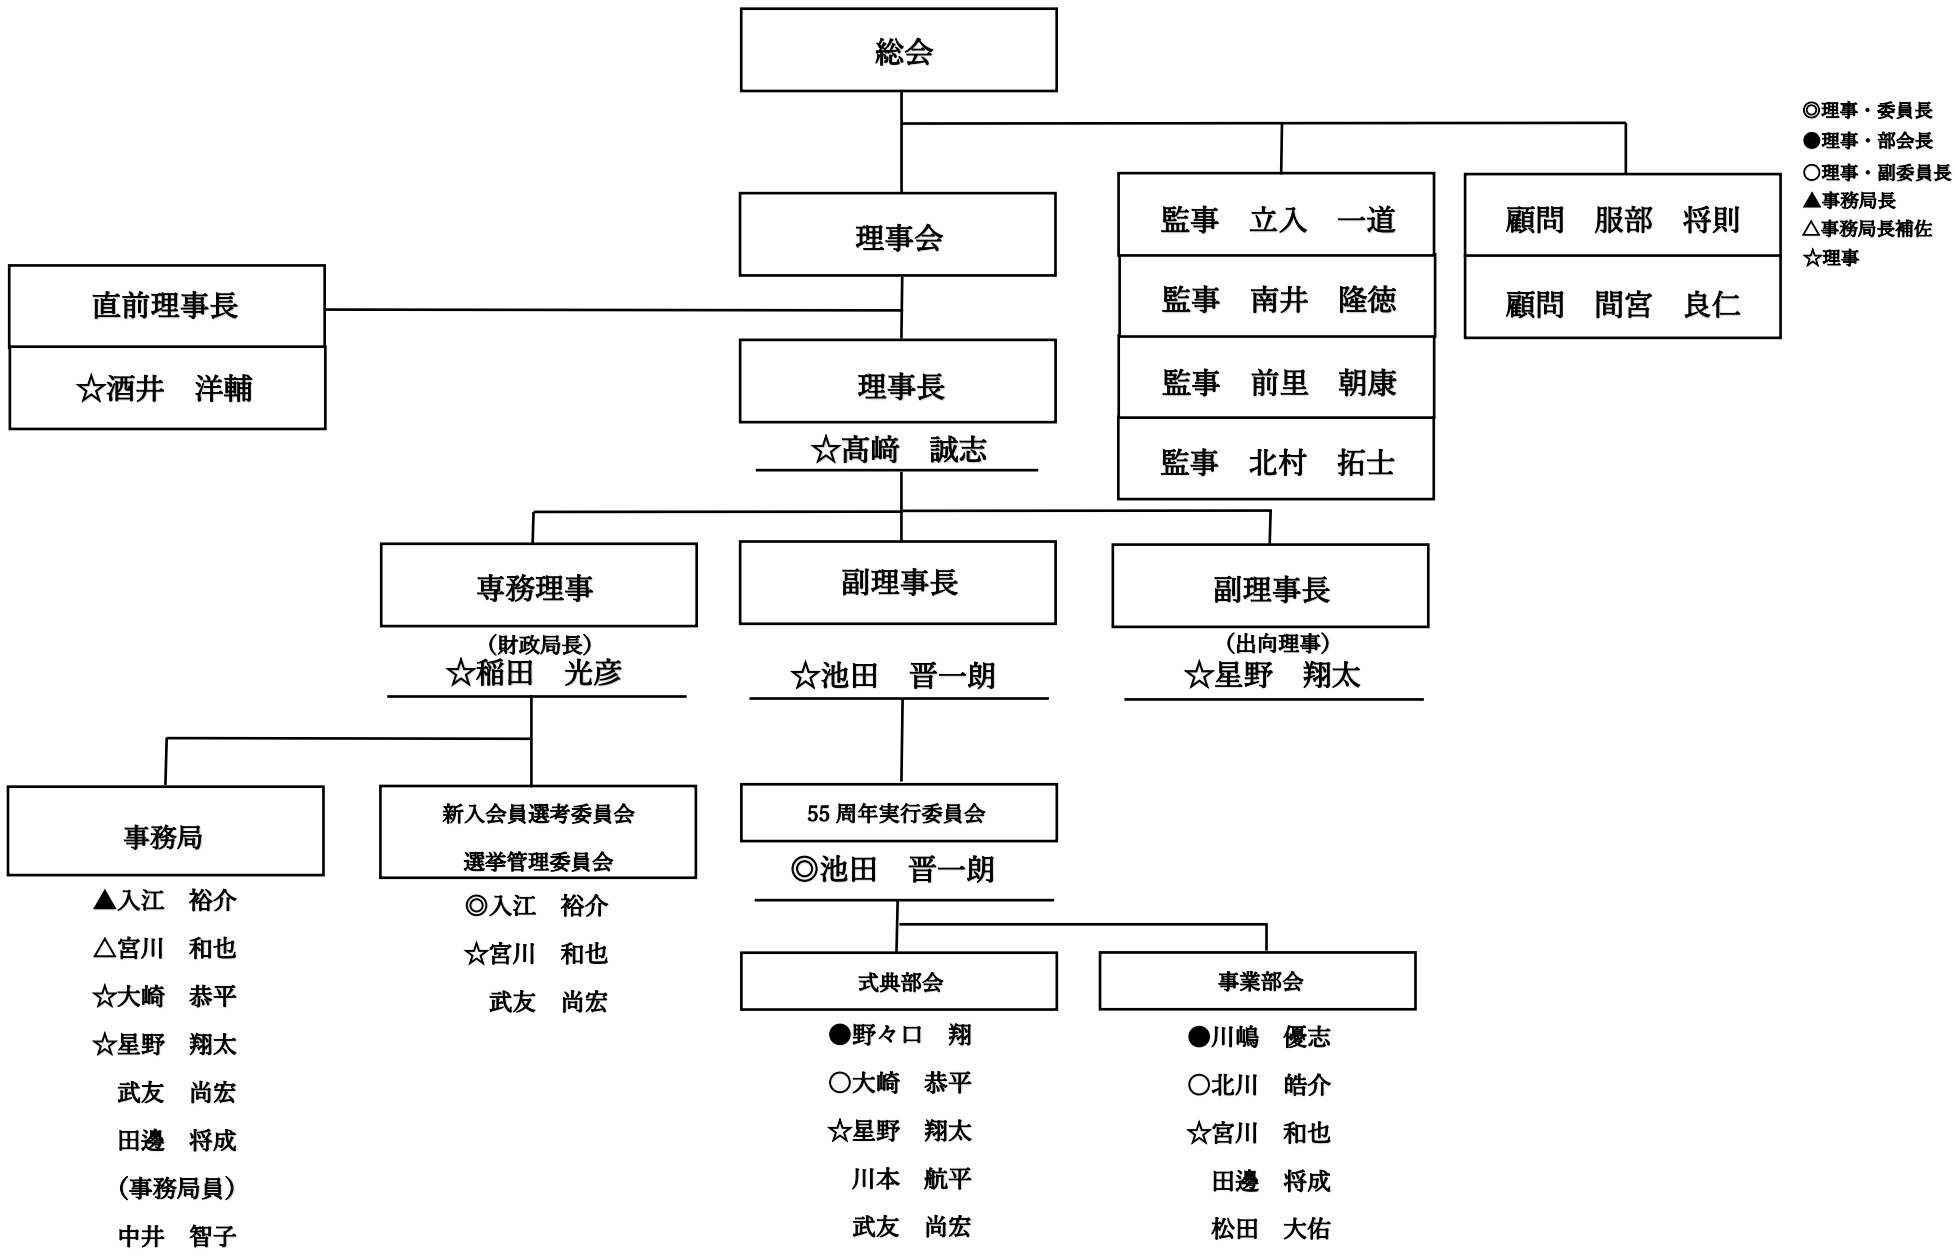 総会
◎理事・委員長
●理事・部会長
○理事・副委員長
▲事務局長
△事務局長補佐
☆理事
理事会
監事　立入　一道
監事　南井　隆徳
監事　前里　朝康
監事　北村　拓士
顧問　服部　将則
顧問　間宮　良仁
直前理事長
☆酒井　洋輔
理事長
☆髙﨑　誠志
専務理事
（財政局長）
☆稲田　光彦
副理事長
☆池田　晋一朗
副理事長
（出向理事）
☆星野　翔太
事務局
▲入江　裕介
△宮川　和也
☆大崎　恭平
☆星野　翔太
武友　尚宏
田邊　将成
（事務局員）
中井　智子
新入会員選考委員会
選挙管理委員会
◎入江　裕介
☆宮川　和也
武友　尚宏
55周年実行委員会
◎池田　晋一朗
式典部会
●野々口　翔
○大崎　恭平
☆星野　翔太
川本　航平
武友　尚宏
事業部会
●川嶋　優志
○北川　皓介
☆宮川　和也
田邊　将成
松田　大佑